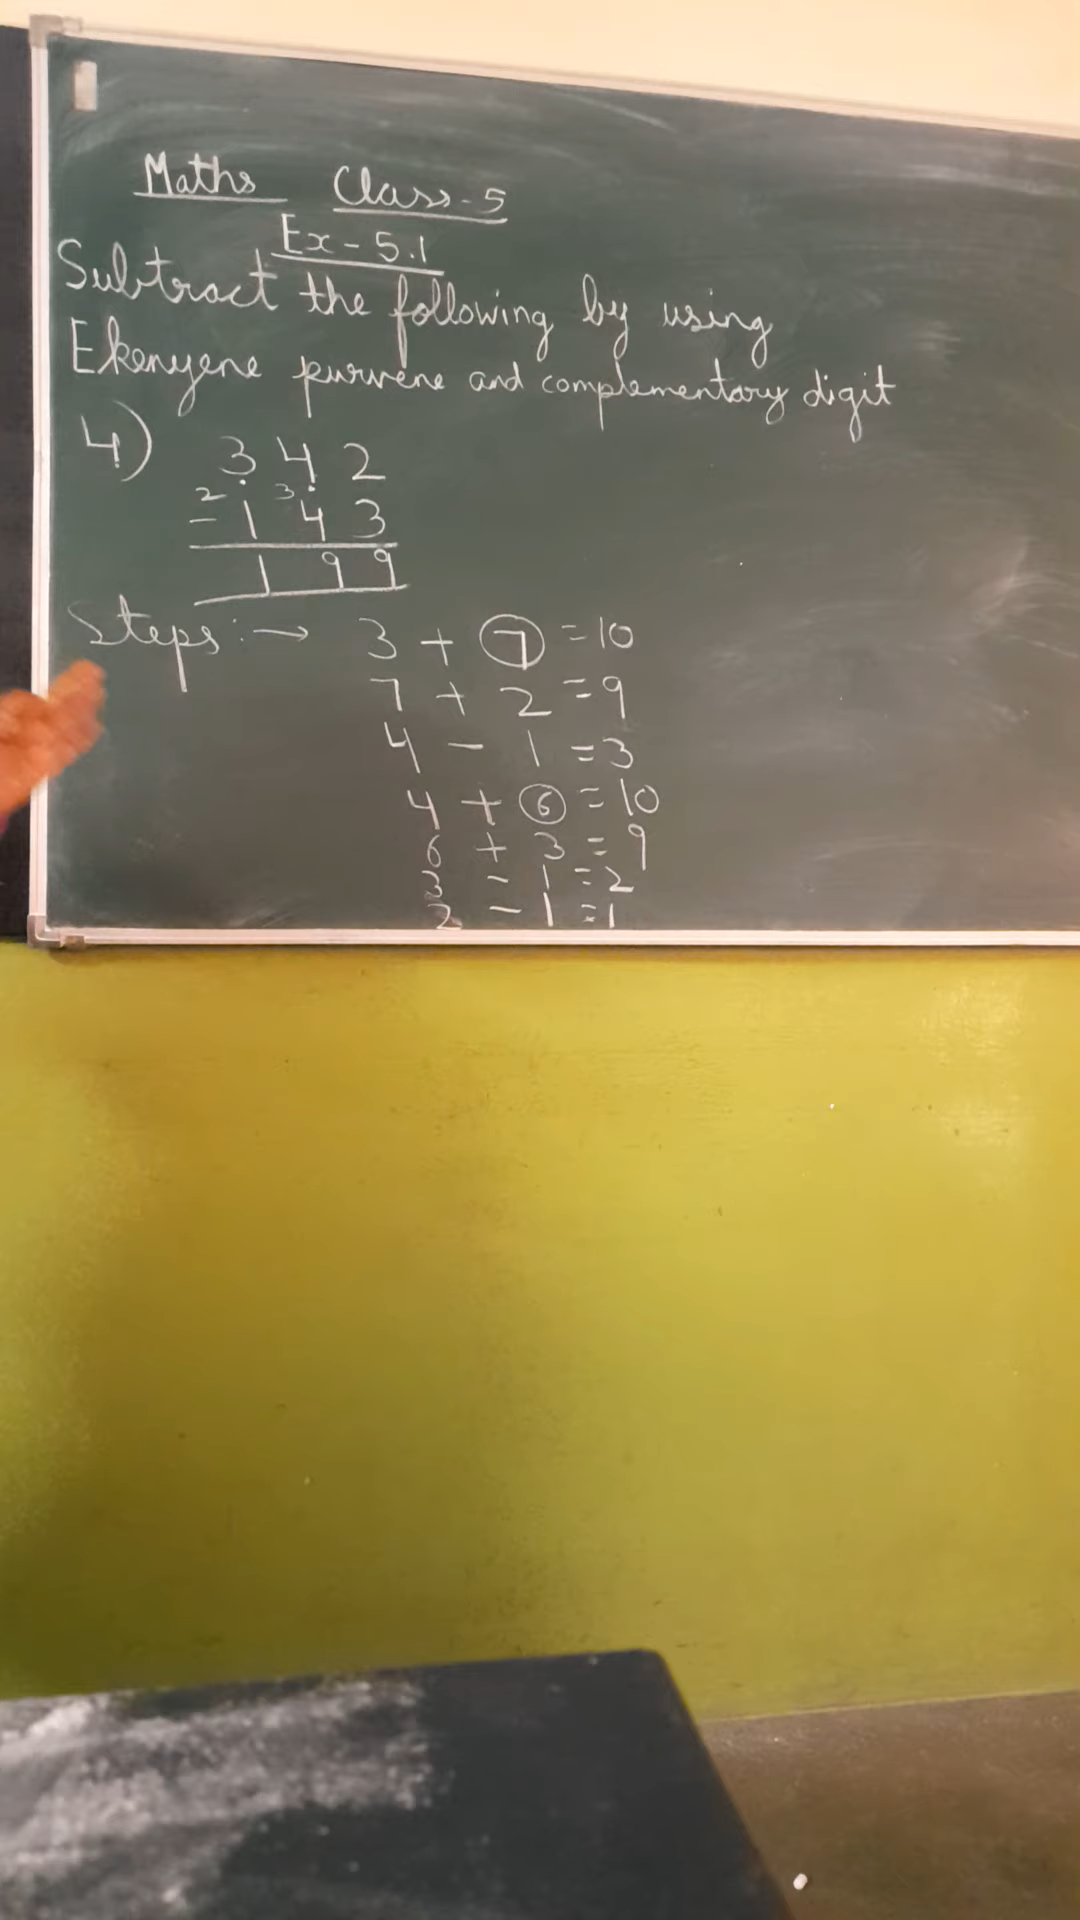 Maths Class-5
Ex-5.1
Subtract the following by using
Ekenyene purvene and complementary digit
4) 3 4 2
2 3
- 1 4 3
1 9 9
Steps:→ 3 + 7 = 10
7 + 2 = 9
4 - 1 = 3
4 + 6 = 10
6 + 3 = 9
3 - 1 = 2
2 - 1 = 1